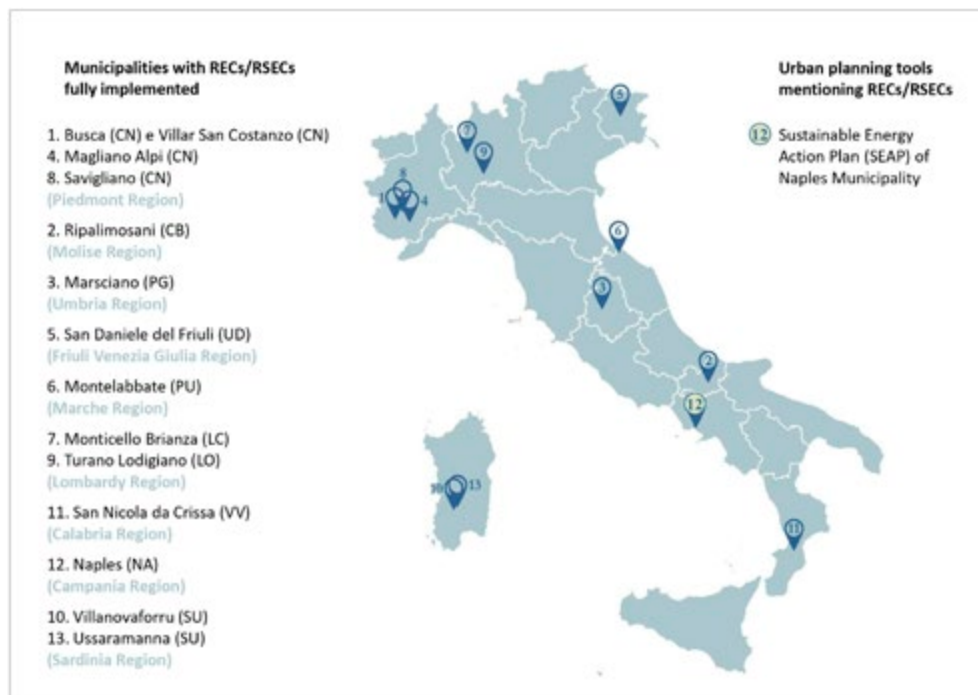 Municipalities with RECs/RSECs
fully implemented
1. Busca (CN) e Villar San Costanzo (CN)
4. Magliano Alpi (CN)
8. Savigliano (CN)
(Piedmont Region)
2. Ripalimosani (CB)
(Molise Region)
3. Marsciano (PG)
(Umbria Region)
5. San Daniele del Friuli (UD)
(Friuli Venezia Giulia Region)
6. Montelabbate (PU)
(Marche Region)
7. Monticello Brianza (LC)
9. Turano Lodigiano (LO)
(Lombardy Region)
11. San Nicola da Crissa (VV)
(Calabria Region)
12. Naples (NA)
(Campania Region)
10. Villanovaforru (SU)
13. Ussaramanna (SU)
(Sardinia Region)
Urban planning tools
mentioning RECs/RSECs
12 Sustainable Energy
Action Plan (SEAP) of
Naples Municipality
5
7
9
8
1
4
6
3
2
12
10
13
11